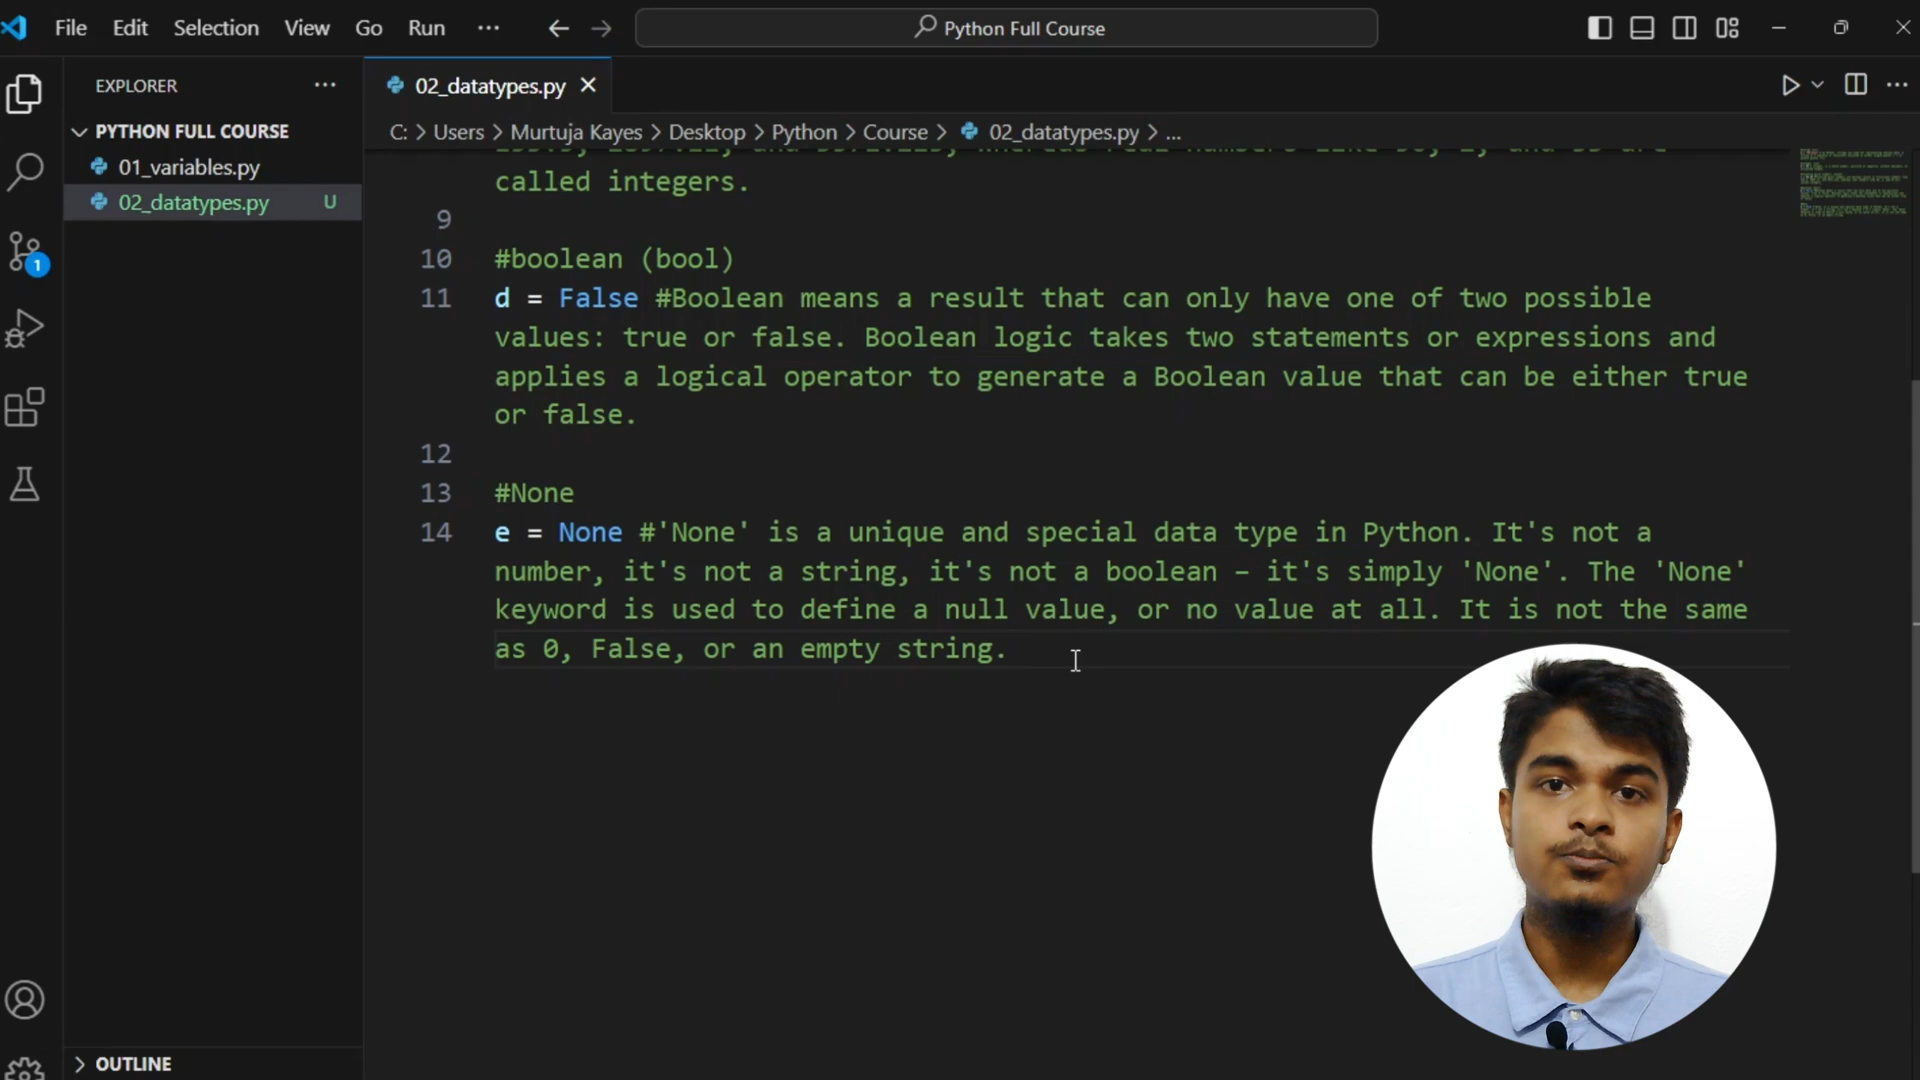 File Edit Selection View Go Run ...
Python Full Course
EXPLORER ...
02_datatypes.py
PYTHON FULL COURSE
C: > Users > Murtuja Kayes > Desktop > Python > Course > 02_datatypes.py > ...
01_variables.py
02_datatypes.py U
called integers.
9
10 #boolean (bool)
11 d = False #Boolean means a result that can only have one of two possible
values: true or false. Boolean logic takes two statements or expressions and
applies a logical operator to generate a Boolean value that can be either true
or false.
12
13 #None
14 e = None #'None' is a unique and special data type in Python. It's not a
number, it's not a string, it's not a boolean – it's simply 'None'. The 'None'
keyword is used to define a null value, or no value at all. It is not the same
as 0, False, or an empty string.
1
OUTLINE